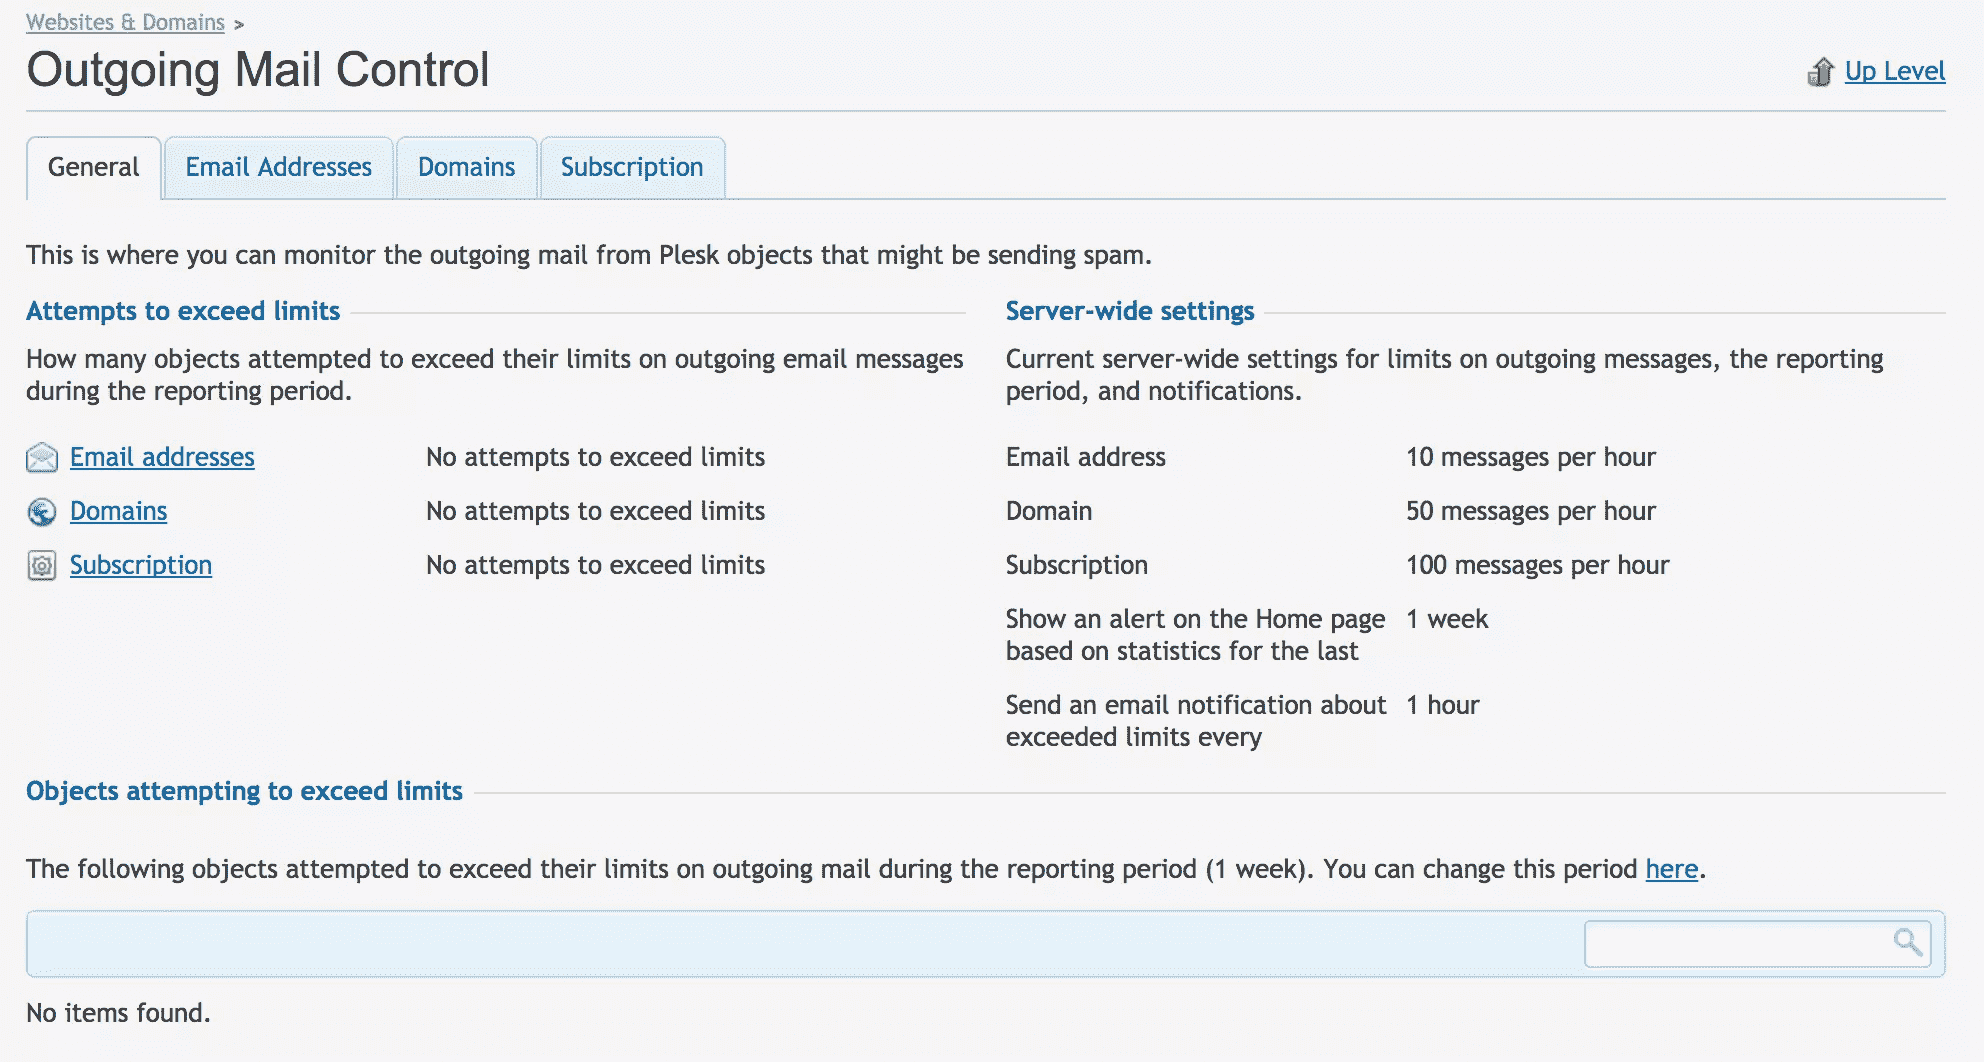 Websites & Domains >
Outgoing Mail Control
Up Level
General
Email Addresses
Domains
Subscription
This is where you can monitor the outgoing mail from Plesk objects that might be sending spam.
Attempts to exceed limits
How many objects attempted to exceed their limits on outgoing email messages
during the reporting period.
Email addresses No attempts to exceed limits
Domains No attempts to exceed limits
Subscription No attempts to exceed limits
Server-wide settings
Current server-wide settings for limits on outgoing messages, the reporting
period, and notifications.
Email address 10 messages per hour
Domain 50 messages per hour
Subscription 100 messages per hour
Show an alert on the Home page 1 week
based on statistics for the last
Send an email notification about 1 hour
exceeded limits every
Objects attempting to exceed limits
The following objects attempted to exceed their limits on outgoing mail during the reporting period (1 week). You can change this period here.
No items found.